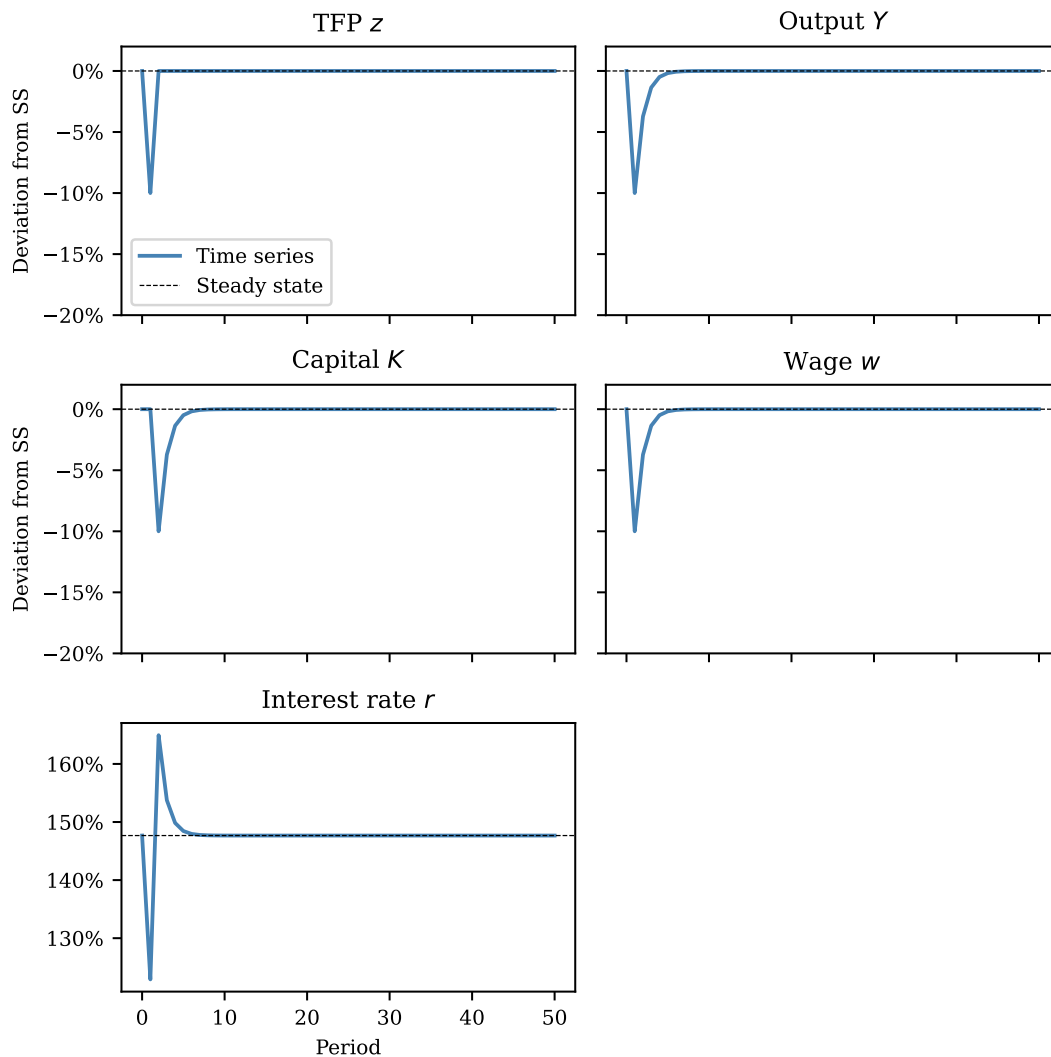 TFP z
Output Y
0%
−5%
−10%
−15%
−20%
Deviation from SS
Time series
Steady state
Capital K
Wage w
0%
−5%
−10%
−15%
−20%
Deviation from SS
Interest rate r
160%
150%
140%
130%
0 10 20 30 40 50
Period